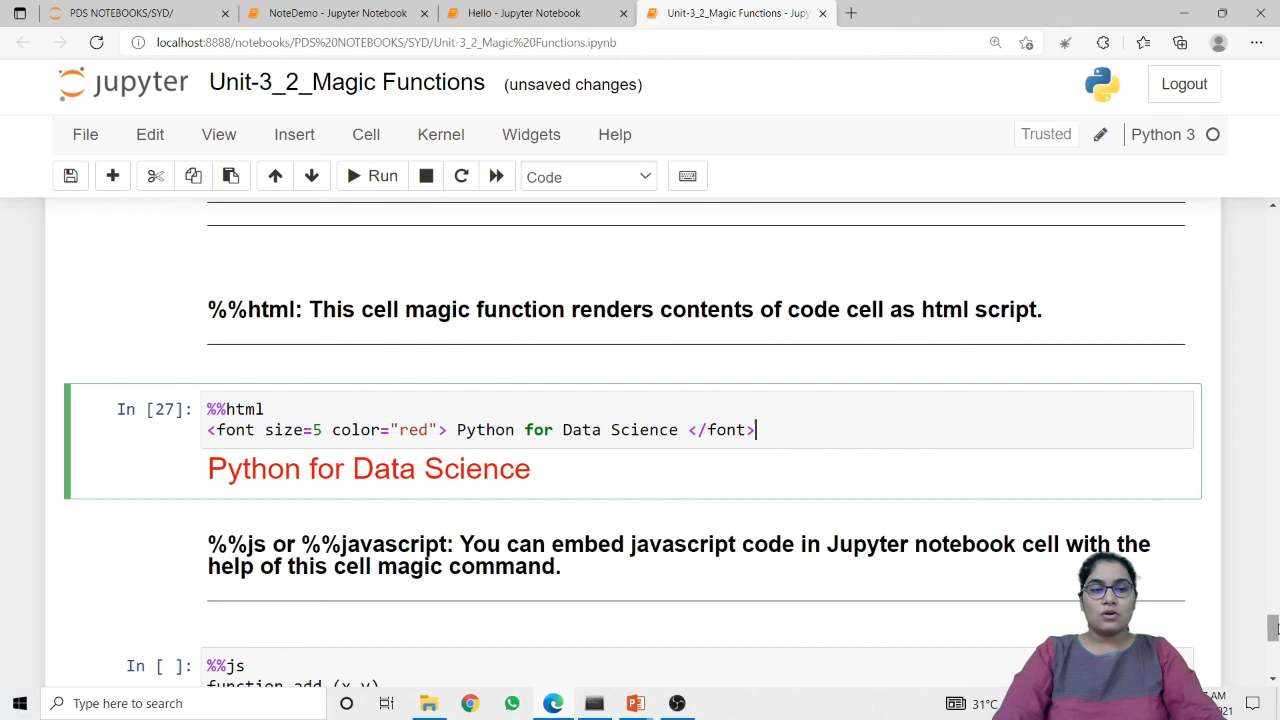 PDS NOTEBOOKS/SYD/
NoteDemo - Jupyter Notebook
Hello - Jupyter Notebook
Unit-3_2_Magic Functions - Jupy
localhost:8888/notebooks/PDS%20NOTEBOOKS/SYD/Unit-3_2_Magic%20Functions.ipynb
jupyter Unit-3_2_Magic Functions (unsaved changes)
Logout
File Edit View Insert Cell Kernel Widgets Help
Trusted Python 3
Run Code
%%html: This cell magic function renders contents of code cell as html script.
In [27]: %%html
<font size=5 color="red"> Python for Data Science </font>
Python for Data Science
%%js or %%javascript: You can embed javascript code in Jupyter notebook cell with the
help of this cell magic command.
In [ ]: %%js
function add (x,y)
Type here to search
31°C
AM